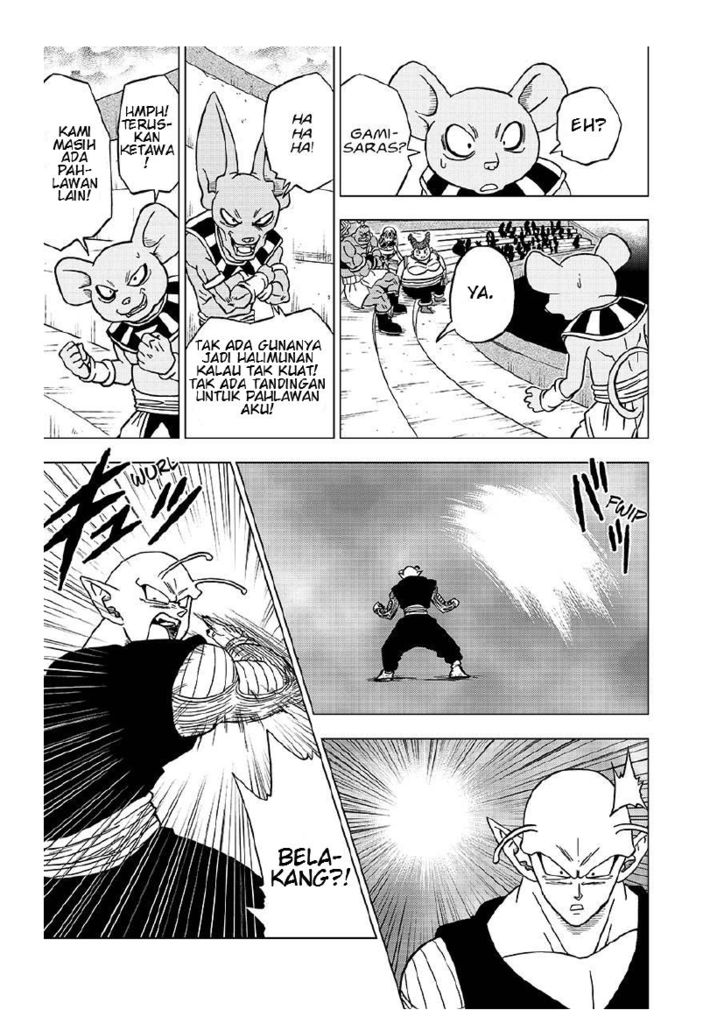 EH?
GAMI-
SARAS?
YA.
HA
HA
HA!
TAK ADA GUNANYA
JADI HALIMUNAN
KALAU TAK KUAT!
TAK ADA TANDINGAN
UNTUK PAHLAWAN
AKU!
HMPH!
TERUS-
KAN
KETAWA
!
KAMI
MASIH
ADA
PAH-
LAWAN
LAIN!
FWIP
WURL
BELA-
KANG?!